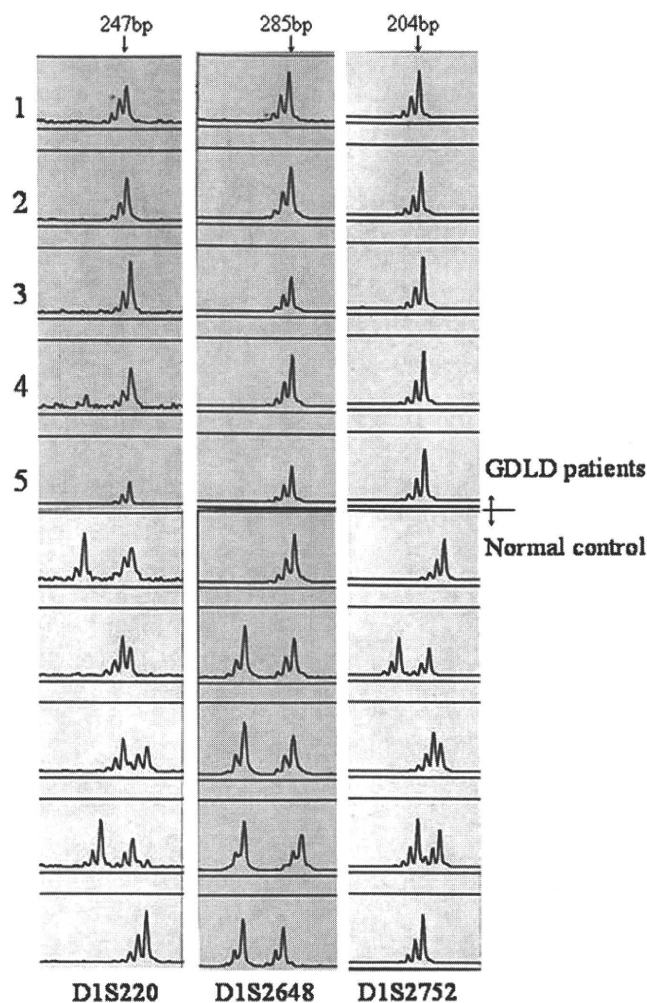 247bp 285bp 204bp
1
2
3
4
5
GDLD patients
Normal control
D1S220 D1S2648 D1S2752